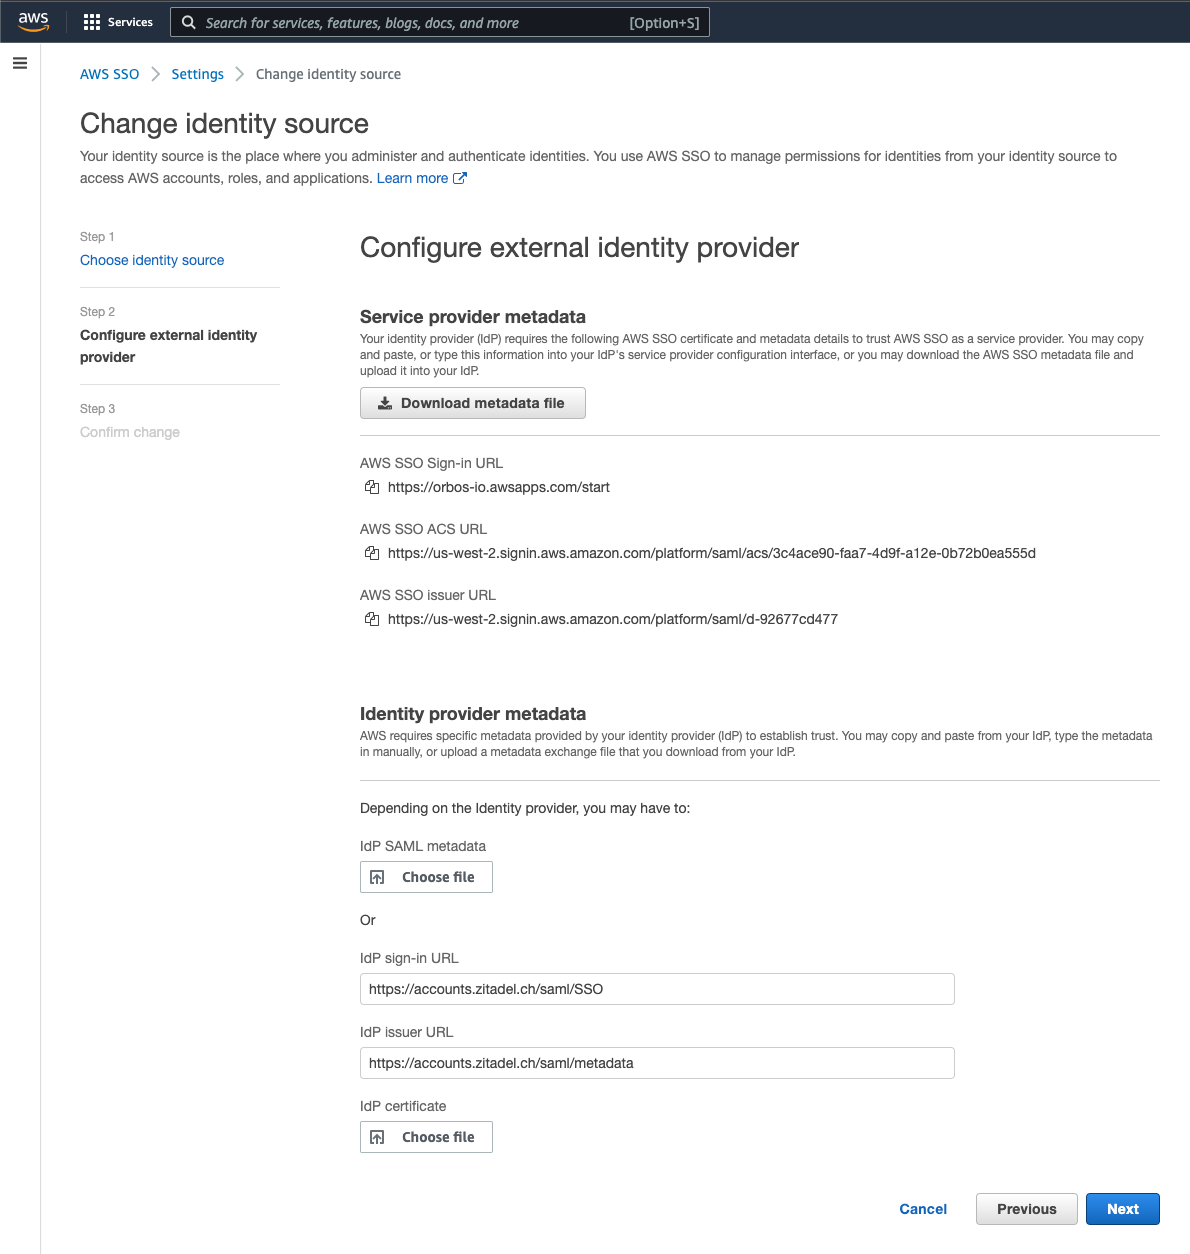 aws
Services
Search for services, features, blogs, docs, and more
[Option+S]
AWS SSO
Settings
Change identity source
Change identity source
Your identity source is the place where you administer and authenticate identities. You use AWS SSO to manage permissions for identities from your identity source to
access AWS accounts, roles, and applications. Learn more
Step 1
Choose identity source
Step 2
Configure external identity
provider
Step 3
Confirm change
Configure external identity provider
Service provider metadata
Your identity provider (IdP) requires the following AWS SSO certificate and metadata details to trust AWS SSO as a service provider. You may copy
and paste, or type this information into your IdP's service provider configuration interface, or you may download the AWS SSO metadata file and
upload it into your IdP.
Download metadata file
AWS SSO Sign-in URL
https://orbos-io.awsapps.com/start
AWS SSO ACS URL
https://us-west-2.signin.aws.amazon.com/platform/saml/acs/3c4ace90-faa7-4d9f-a12e-0b72b0ea555d
AWS SSO issuer URL
https://us-west-2.signin.aws.amazon.com/platform/saml/d-92677cd477
Identity provider metadata
AWS requires specific metadata provided by your identity provider (IdP) to establish trust. You may copy and paste from your IdP, type the metadata
in manually, or upload a metadata exchange file that you download from your IdP.
Depending on the Identity provider, you may have to:
IdP SAML metadata
Choose file
Or
IdP sign-in URL
https://accounts.zitadel.ch/saml/SSO
IdP issuer URL
https://accounts.zitadel.ch/saml/metadata
IdP certificate
Choose file
Cancel
Previous
Next